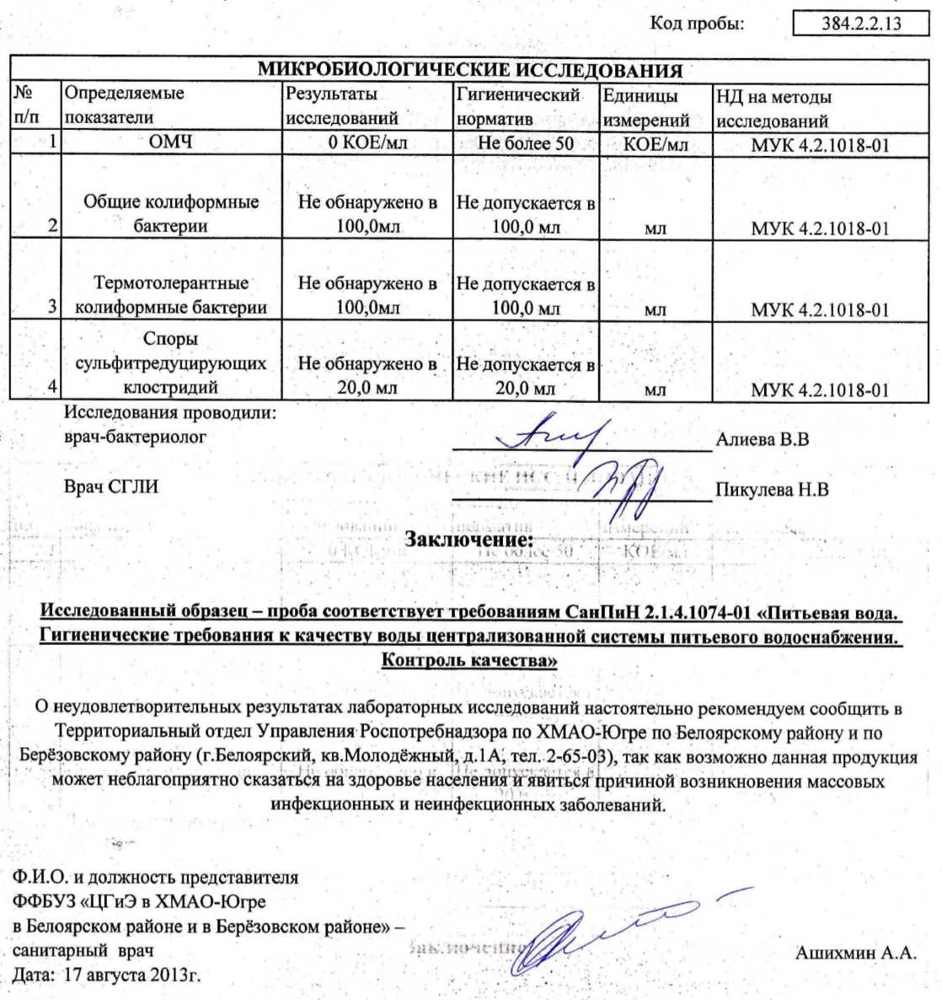 Код пробы: 384.2.2.13
МИКРОБИОЛОГИЧЕСКИЕ ИССЛЕДОВАНИЯ
№ п/п Определяемые показатели Результаты исследований Гигиенический норматив Единицы измерений НД на методы исследований
1 ОМЧ 0 КОЕ/мл Не более 50 КОЕ/мл МУК 4.2.1018-01
2 Общие колиформные бактерии Не обнаружено в 100,0мл Не допускается в 100,0 мл мл МУК 4.2.1018-01
3 Термотолерантные колиформные бактерии Не обнаружено в 100,0мл Не допускается в 100,0 мл мл МУК 4.2.1018-01
4 Споры сульфитредуцирующих клостридий Не обнаружено в 20,0 мл Не допускается в 20,0 мл мл МУК 4.2.1018-01
Исследования проводили:
врач-бактериолог Алиева В.В
Врач СГЛИ Пикулева Н.В
Заключение:
Исследованный образец – проба соответствует требованиям СанПиН 2.1.4.1074-01 «Питьевая вода.
Гигиенические требования к качеству воды централизованной системы питьевого водоснабжения.
Контроль качества»
О неудовлетворительных результатах лабораторных исследований настоятельно рекомендуем сообщить в
Территориальный отдел Управления Роспотребнадзора по ХМАО-Югре по Белоярскому району и по
Берёзовскому району (г.Белоярский, кв.Молодёжный, д.1А, тел. 2-65-03), так как возможно данная продукция
может неблагоприятно сказаться на здоровье населения и явиться причиной возникновения массовых
инфекционных и неинфекционных заболеваний.
Ф.И.О. и должность представителя
ФФБУЗ «ЦГиЭ в ХМАО-Югре
в Белоярском районе и в Берёзовском районе» –
санитарный врач Ашихмин А.А.
Дата: 17 августа 2013г.